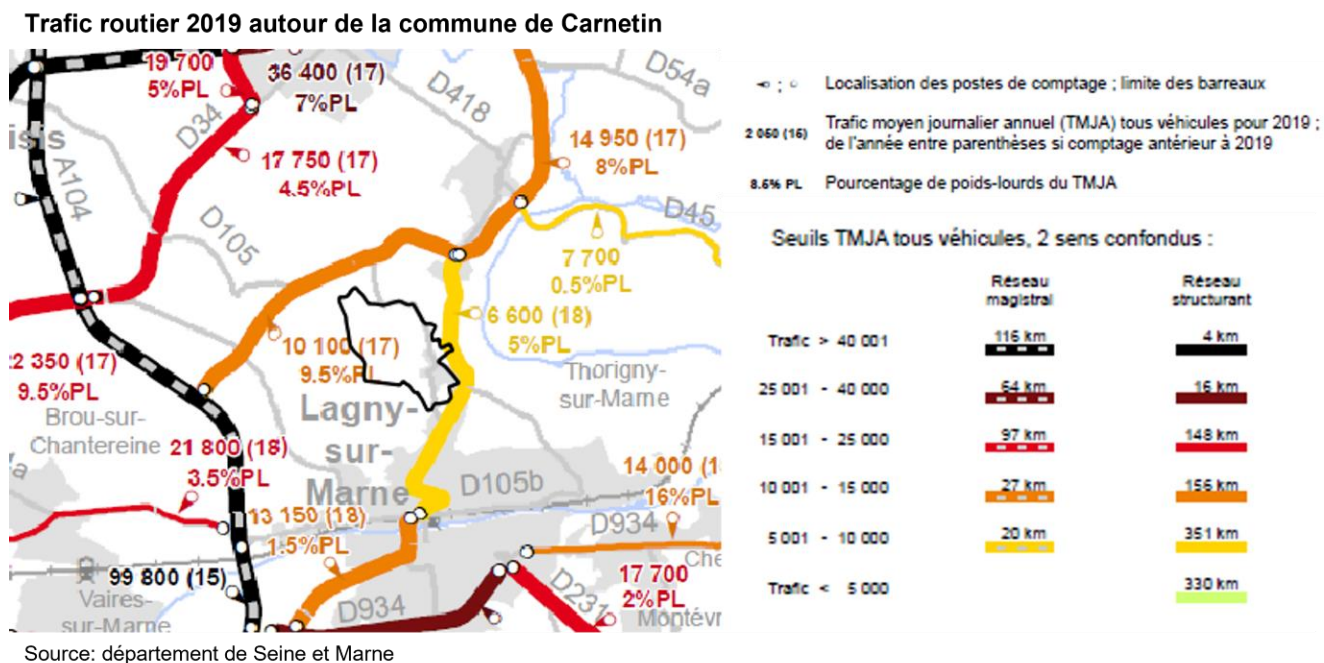 Trafic routier 2019 autour de la commune de Carnetin
19 700
5%PL
36 400 (17)
7%PL
D54a
D418
D34
14 950 (17)
8%PL
17 750 (17)
4.5%PL
A104
D105
D45
7 700
0.5%PL
6 600 (18)
5%PL
10 100 (17)
9.5%PL
2 350 (17)
9.5%PL
Thorigny-
sur-Marne
Brou-sur-
Chantereine
Lagny-
sur-
Marne
21 800 (18)
3.5%PL
14 000
16%PL
D105b
13 150 (18)
1.5%PL
D934
99 800 (15)
Vaires-
sur-Marne
D934
D231
17 700
2%PL
Montévr
Localisation des postes de comptage ; limite des barreaux
2 050 (15) Trafic moyen journalier annuel (TMJA) tous véhicules pour 2019 ;
de l'année entre parenthèses si comptage antérieur à 2019
8.5% PL Pourcentage de poids-lourds du TMJA
Seuils TMJA tous véhicules, 2 sens confondus :
Réseau magistral Réseau structurant
Trafic > 40 001 116 km 4 km
25 001 - 40 000 64 km 16 km
15 001 - 25 000 97 km 148 km
10 001 - 15 000 27 km 156 km
5 001 - 10 000 20 km 351 km
Trafic < 5 000 330 km
Source: département de Seine et Marne